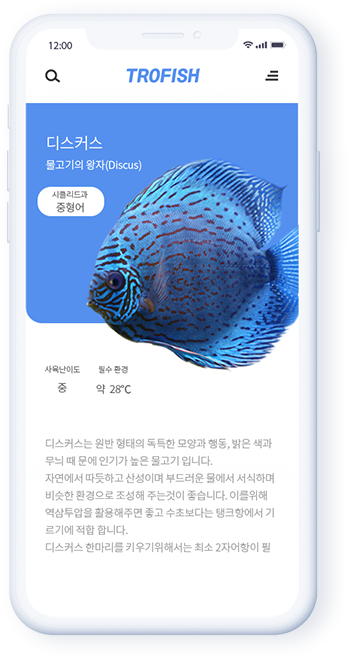 12:00
TROFISH
디스커스
물고기의 왕자(Discus)
시클리드과
중형어
사육난이도 필수 환경
중 약 28℃
디스커스는 원반 형태의 독특한 모양과 행동, 밝은 색과
무늬 때 문에 인기가 높은 물고기 입니다.
자연에서 따듯하고 산성이며 부드러운 물에서 서식하며
비슷한 환경으로 조성해 주는것이 좋습니다. 이를위해
역삼투압을 활용해주면 좋고 수초보다는 탱크항에서 기
르기에 적합 합니다.
디스커스 한마리를 키우기위해서는 최소 2자어항이 필